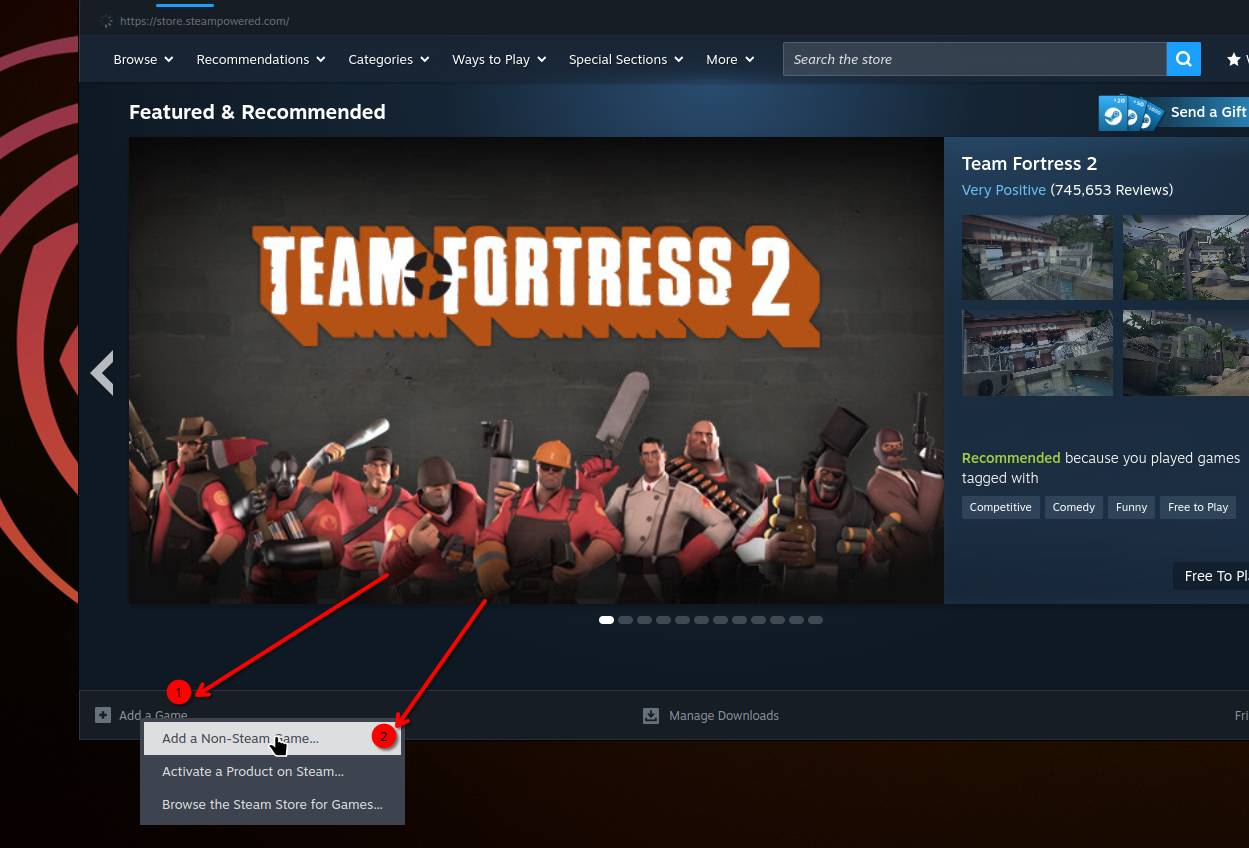 https://store.steampowered.com/
Browse Recommendations Categories Ways to Play Special Sections More Search the store
Featured & Recommended
Send a Gift
TEAM FORTRESS 2
Team Fortress 2
Very Positive (745,653 Reviews)
Recommended because you played games
tagged with
Competitive Comedy Funny Free to Play
Free To
1
2
Add a Game
Manage Downloads
Fri
Add a Non-Steam Game...
Activate a Product on Steam...
Browse the Steam Store for Games...